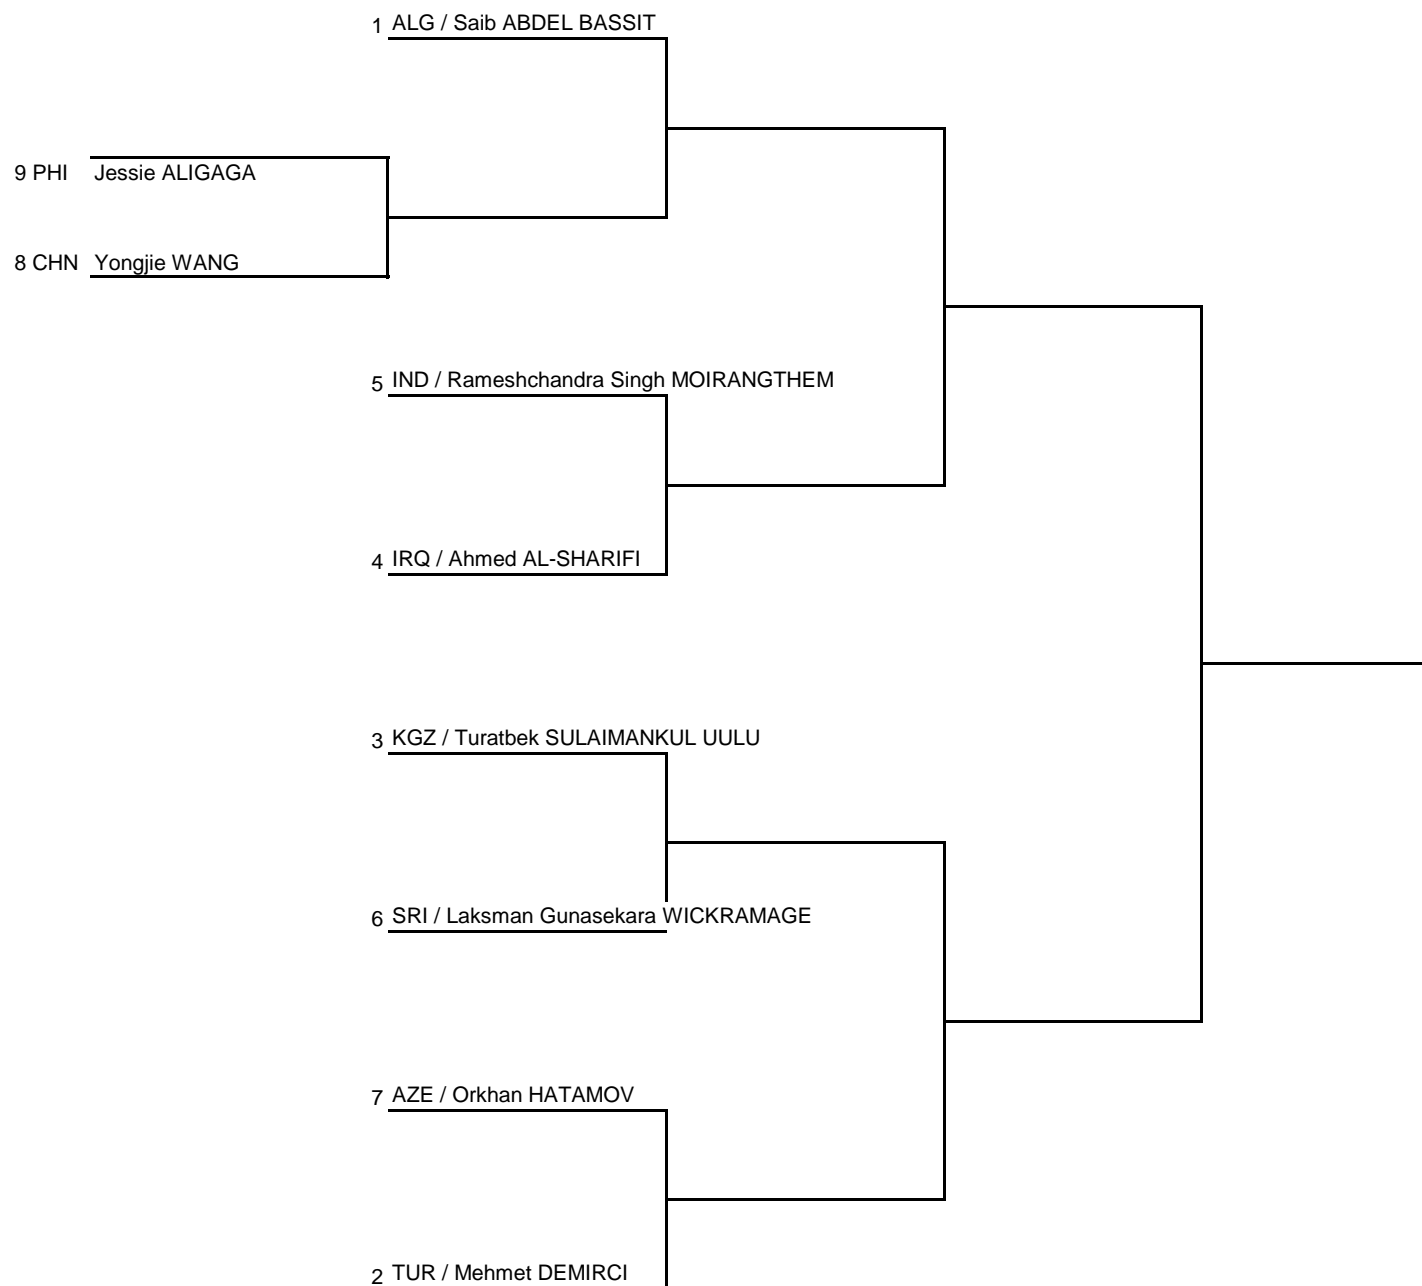 1 ALG / Saib ABDEL BASSIT
9 PHI Jessie ALIGAGA
8 CHN Yongjie WANG
5 IND / Rameshchandra Singh MOIRANGTHEM
4 IRQ / Ahmed AL-SHARIFI
3 KGZ / Turatbek SULAIMANKUL UULU
6 SRI / Laksman Gunasekara WICKRAMAGE
7 AZE / Orkhan HATAMOV
2 TUR / Mehmet DEMIRCI